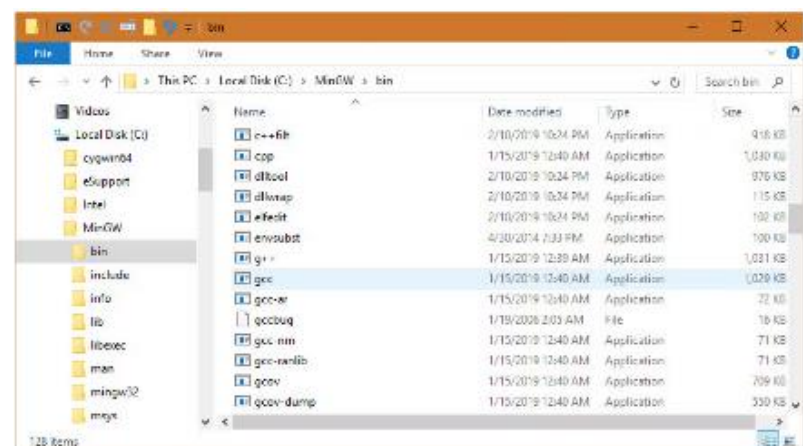 bin
File Home Share View
This PC > Local Disk (C:) > MinGW > bin
Search bin
Name Date modified Type Size
Videos
Local Disk (C:)
cygwin64
eSupport
Intel
MinGW
bin
include
info
lib
libexec
man
mingw32
msys
c++filt 2/10/2019 10:24 PM Application 918 KB
cpp 1/15/2019 12:40 AM Application 1,030 KB
dlltool 2/10/2019 10:24 PM Application 976 KB
dllwrap 2/10/2019 10:24 PM Application 115 KB
elfedit 2/10/2019 10:24 PM Application 102 KB
envsubst 4/30/2014 7:33 PM Application 100 KB
g++ 1/15/2019 12:39 AM Application 1,031 KB
gcc 1/15/2019 12:40 AM Application 1,029 KB
gcc-ar 1/15/2019 12:40 AM Application 72 KB
gccbug 1/19/2006 2:05 AM File 16 KB
gcc-nm 1/15/2019 12:40 AM Application 71 KB
gcc-ranlib 1/15/2019 12:40 AM Application 71 KB
gcov 1/15/2019 12:40 AM Application 709 KB
gcov-dump 1/15/2019 12:40 AM Application 550 KB
128 items